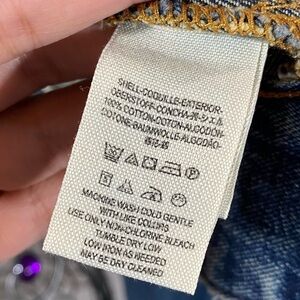 SHELL-COQUILLE-EXTERIOR-
OBERSTOFF-CONCHA-
100% COTTON-COTON-ALGODON-
COTONE-BAUMWOLLE-ALGODÃO-
MACHINE WASH COLD GENTLE
WITH LIKE COLORS
USE ONLY NON-CHLORINE BLEACH
TUMBLE DRY LOW
LOW IRON AS NEEDED
MAY BE DRY CLEANED